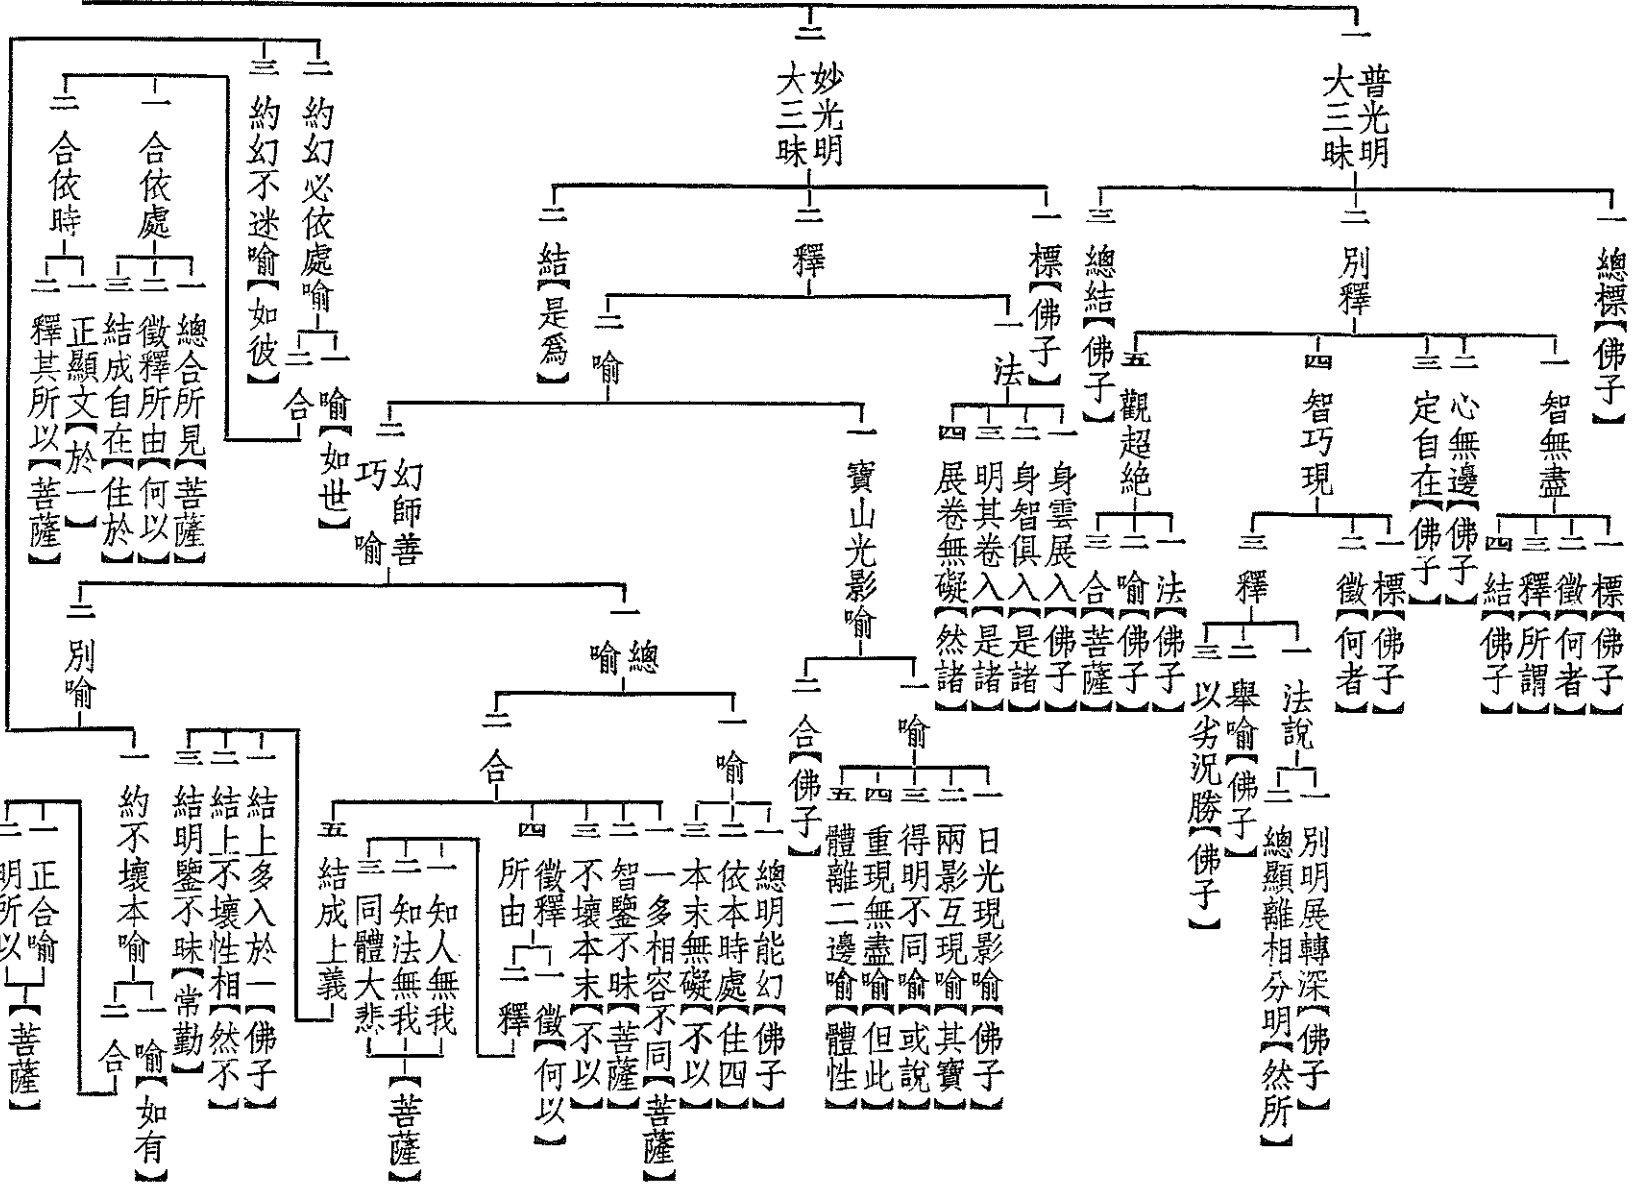 一 普光明大三昧
一 總標【佛子】
二 別釋
一 智無盡
一 標【佛子】
二 徵【何者】
三 釋【所謂】
四 結【佛子】
二 心無邊【佛子】
三 定自在【佛子】
四 智巧現
一 標【佛子】
二 徵【何者】
三 釋
一 法說
一 別明展轉深【佛子】
二 總顯離相分明【然所】
二 舉喻【佛子】
三 以劣況勝【佛子】
五 觀超絶
一 法【佛子】
二 喻【佛子】
三 合【菩薩】
三 總結【佛子】
二 妙光明大三昧
一 標【佛子】
二 釋
一 法
一 身雲展入【佛子】
二 身智俱入【是諸】
三 明其卷入【是諸】
四 展卷無礙【然諸】
二 喻
一 寶山光影喻
一 喻
一 日光現影喻【佛子】
二 兩影互現喻【其寶】
三 得明不同喻【或說】
四 重現無盡喻【但此】
五 體離二邊喻【體性】
二 合【佛子】
二 幻師善巧喻
一 總喻
一 喻
一 總明能幻【佛子】
二 依本時處【住四】
三 本末無礙【不以】
二 合
一 一多相容不同【菩薩】
二 智鑒不昧【菩薩】
三 不壞本末【不以】
四 徵釋所由
一 徵【何以】
二 釋
一 知人無我
二 知法無我
三 同體大悲
【菩薩】
五 結成上義
一 結上多入於一【佛子】
二 結上不壞性相【然不】
三 結明鑒不昧【常勤】
二 別喻
一 約不壞本喻
一 喻【如有】
二 合
一 正合喻
二 明所以
【菩薩】
二 約幻必依處喻
一 喻【如世】
二 合
一 合依處
一 總合所見【菩薩】
二 徵釋所由【何以】
三 結成自在【住於】
二 合依時
一 正顯文【於一】
二 釋其所以【菩薩】
三 約幻不迷喻【如彼】
二 結【是爲】